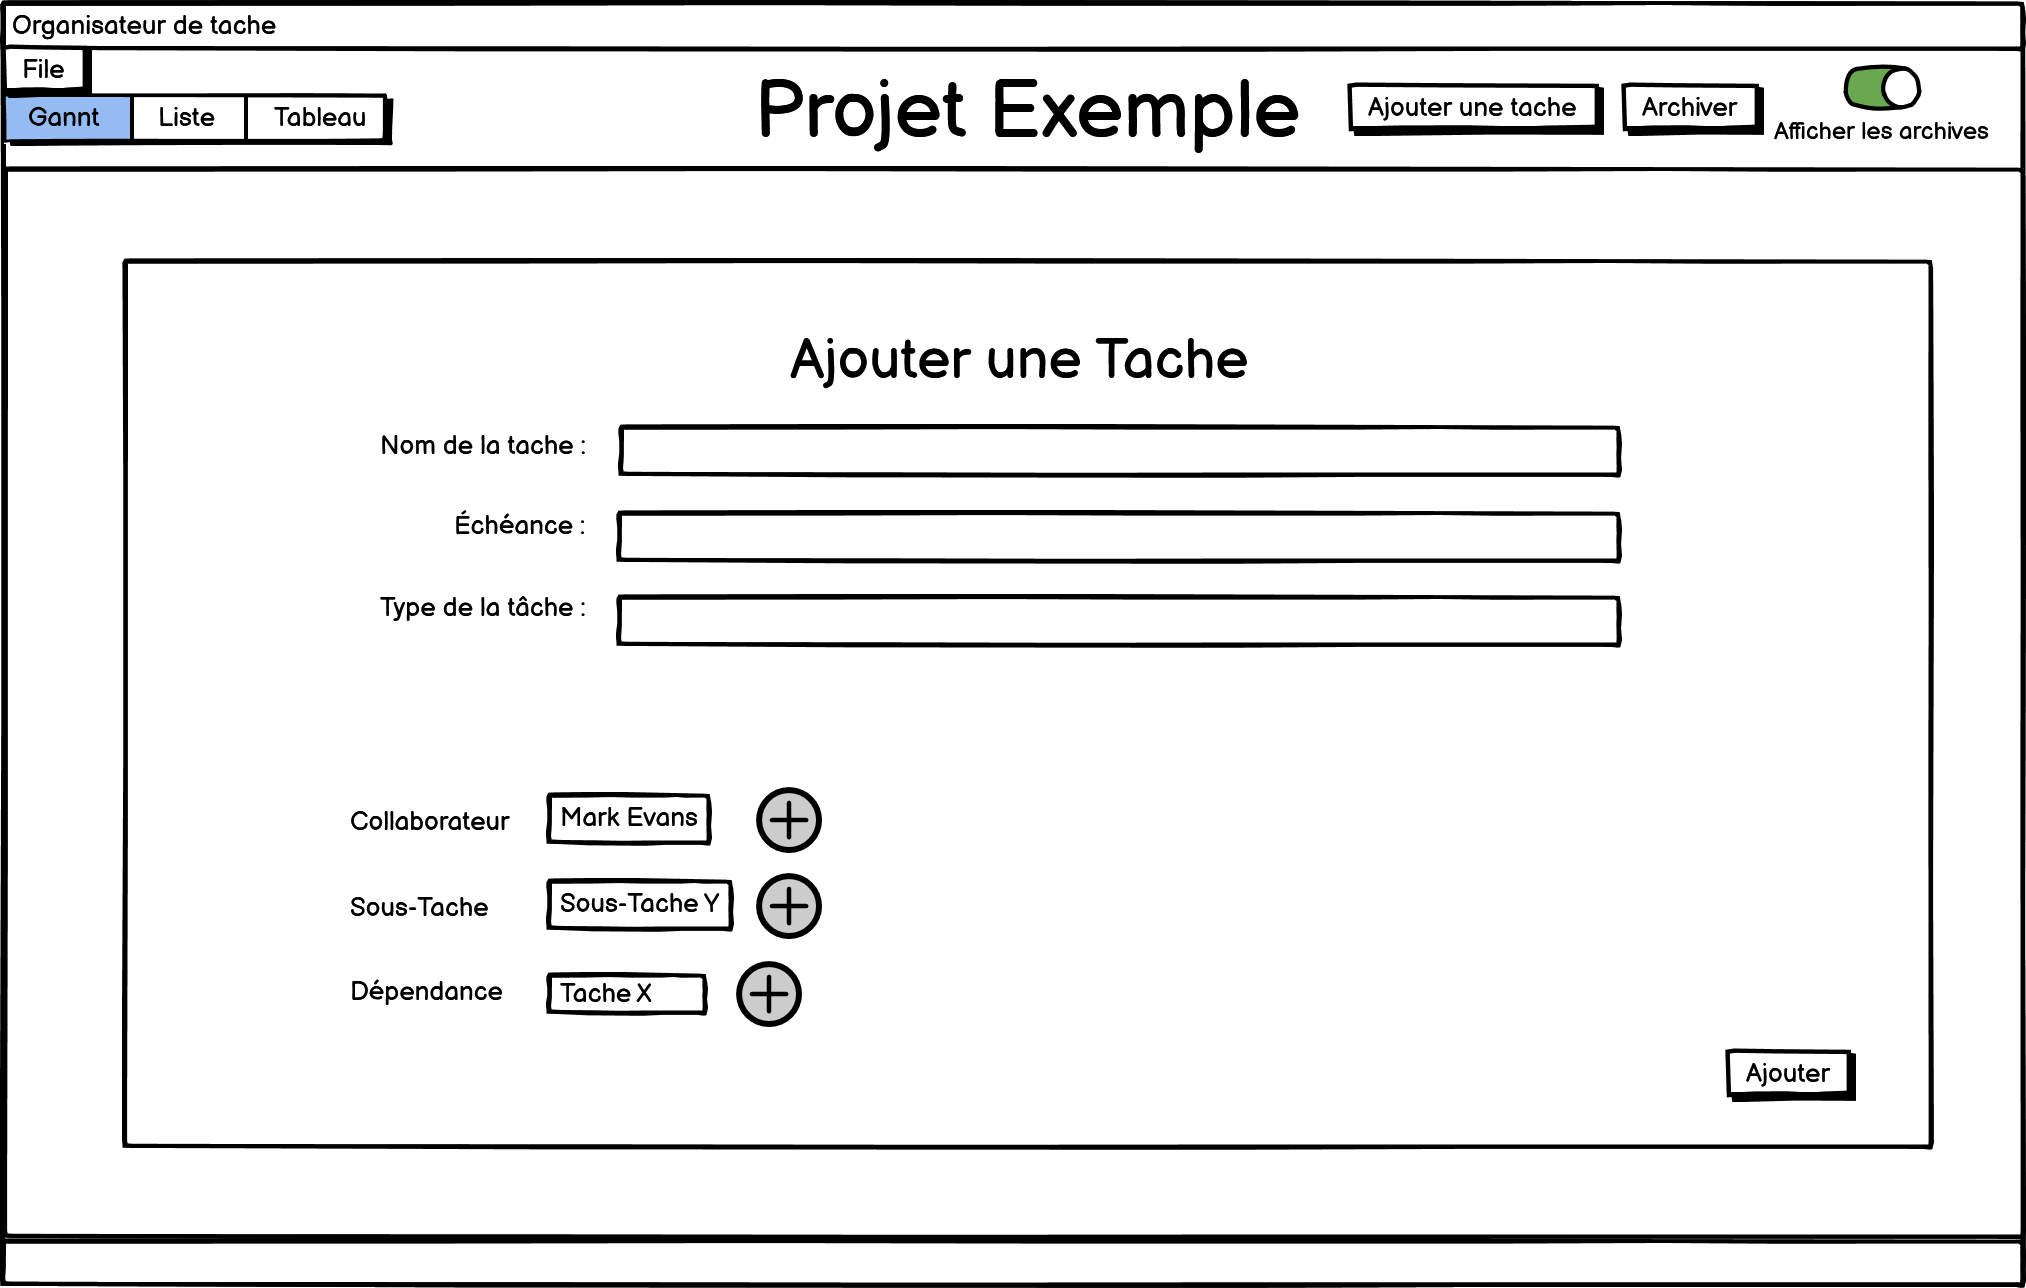 Organisateur de tache
File
Gannt Liste Tableau
Projet Exemple
Ajouter une tache
Archiver
Afficher les archives
Ajouter une Tache
Nom de la tache :
Échéance :
Type de la tâche :
Collaborateur Mark Evans
Sous-Tache Sous-Tache Y
Dépendance Tache X
Ajouter